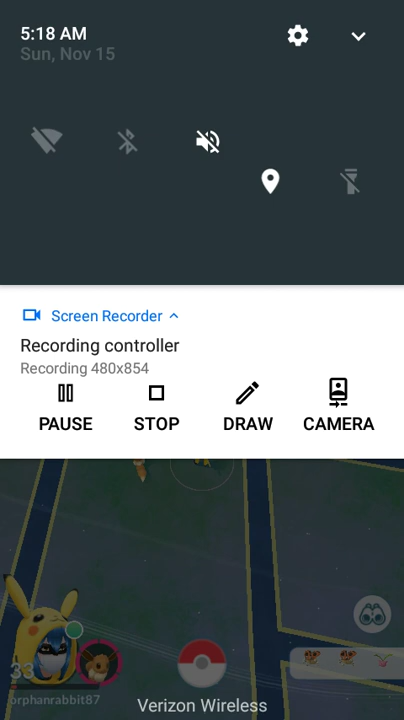 5:18 AM
Sun, Nov 15
Screen Recorder
Recording controller
Recording 480x854
PAUSE STOP DRAW CAMERA
33
orphanrabbit87
Verizon Wireless